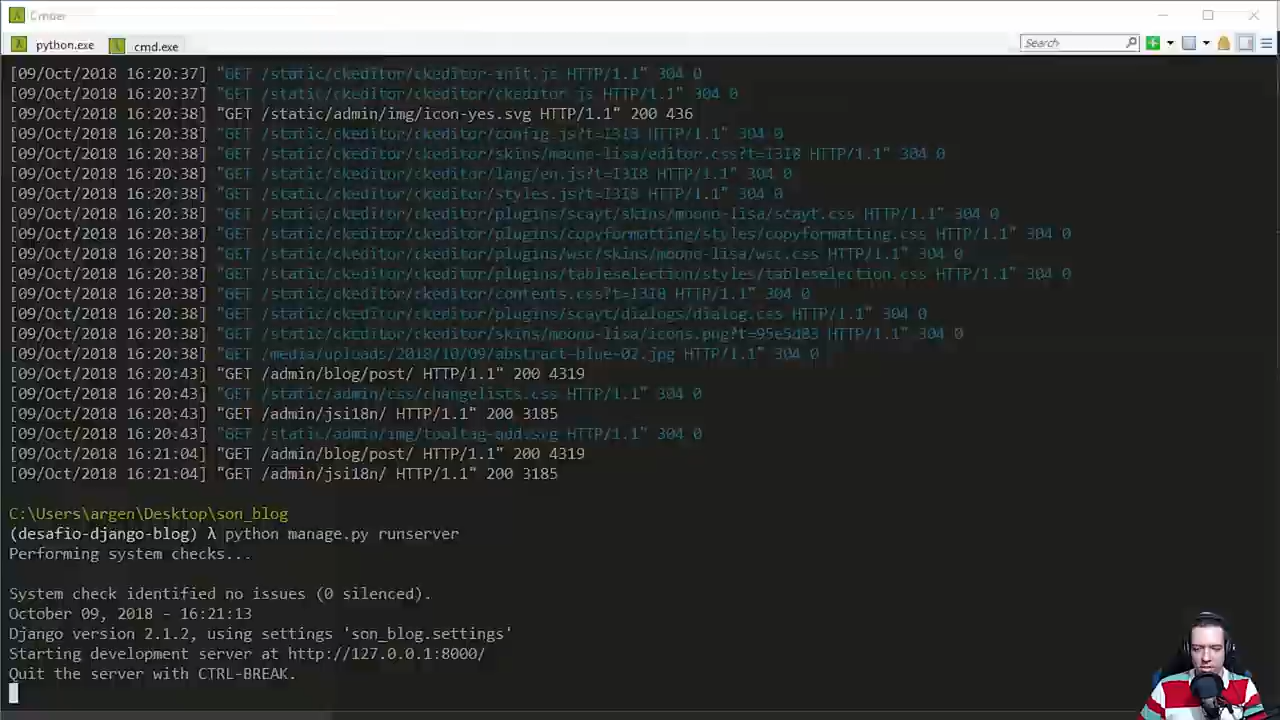 Cmder
python.exe
cmd.exe
Search
[09/Oct/2018 16:20:37] "GET /static/ckeditor/ckeditor-init.js HTTP/1.1" 304 0
[09/Oct/2018 16:20:37] "GET /static/ckeditor/ckeditor/ckeditor.js HTTP/1.1" 304 0
[09/Oct/2018 16:20:38] "GET /static/admin/img/icon-yes.svg HTTP/1.1" 200 436
[09/Oct/2018 16:20:38] "GET /static/ckeditor/ckeditor/config.js?t=I3I8 HTTP/1.1" 304 0
[09/Oct/2018 16:20:38] "GET /static/ckeditor/ckeditor/skins/moono-lisa/editor.css?t=I3I8 HTTP/1.1" 304 0
[09/Oct/2018 16:20:38] "GET /static/ckeditor/ckeditor/lang/en.js?t=I3I8 HTTP/1.1" 304 0
[09/Oct/2018 16:20:38] "GET /static/ckeditor/ckeditor/styles.js?t=I3I8 HTTP/1.1" 304 0
[09/Oct/2018 16:20:38] "GET /static/ckeditor/ckeditor/plugins/scayt/skins/moono-lisa/scayt.css HTTP/1.1" 304 0
[09/Oct/2018 16:20:38] "GET /static/ckeditor/ckeditor/plugins/copyformatting/styles/copyformatting.css HTTP/1.1" 304 0
[09/Oct/2018 16:20:38] "GET /static/ckeditor/ckeditor/plugins/wsc/skins/moono-lisa/wsc.css HTTP/1.1" 304 0
[09/Oct/2018 16:20:38] "GET /static/ckeditor/ckeditor/plugins/tableselection/styles/tableselection.css HTTP/1.1" 304 0
[09/Oct/2018 16:20:38] "GET /static/ckeditor/ckeditor/contents.css?t=I3I8 HTTP/1.1" 304 0
[09/Oct/2018 16:20:38] "GET /static/ckeditor/ckeditor/plugins/scayt/dialogs/dialog.css HTTP/1.1" 304 0
[09/Oct/2018 16:20:38] "GET /static/ckeditor/ckeditor/skins/moono-lisa/icons.png?t=95e5d83 HTTP/1.1" 304 0
[09/Oct/2018 16:20:38] "GET /media/uploads/2018/10/09/abstract-blue-02.jpg HTTP/1.1" 304 0
[09/Oct/2018 16:20:43] "GET /admin/blog/post/ HTTP/1.1" 200 4319
[09/Oct/2018 16:20:43] "GET /static/admin/css/changelists.css HTTP/1.1" 304 0
[09/Oct/2018 16:20:43] "GET /admin/jsi18n/ HTTP/1.1" 200 3185
[09/Oct/2018 16:20:43] "GET /static/admin/img/tooltag-add.svg HTTP/1.1" 304 0
[09/Oct/2018 16:21:04] "GET /admin/blog/post/ HTTP/1.1" 200 4319
[09/Oct/2018 16:21:04] "GET /admin/jsi18n/ HTTP/1.1" 200 3185
C:\Users\argen\Desktop\son_blog
(desafio-django-blog) λ python manage.py runserver
Performing system checks...
System check identified no issues (0 silenced).
October 09, 2018 - 16:21:13
Django version 2.1.2, using settings 'son_blog.settings'
Starting development server at http://127.0.0.1:8000/
Quit the server with CTRL-BREAK.